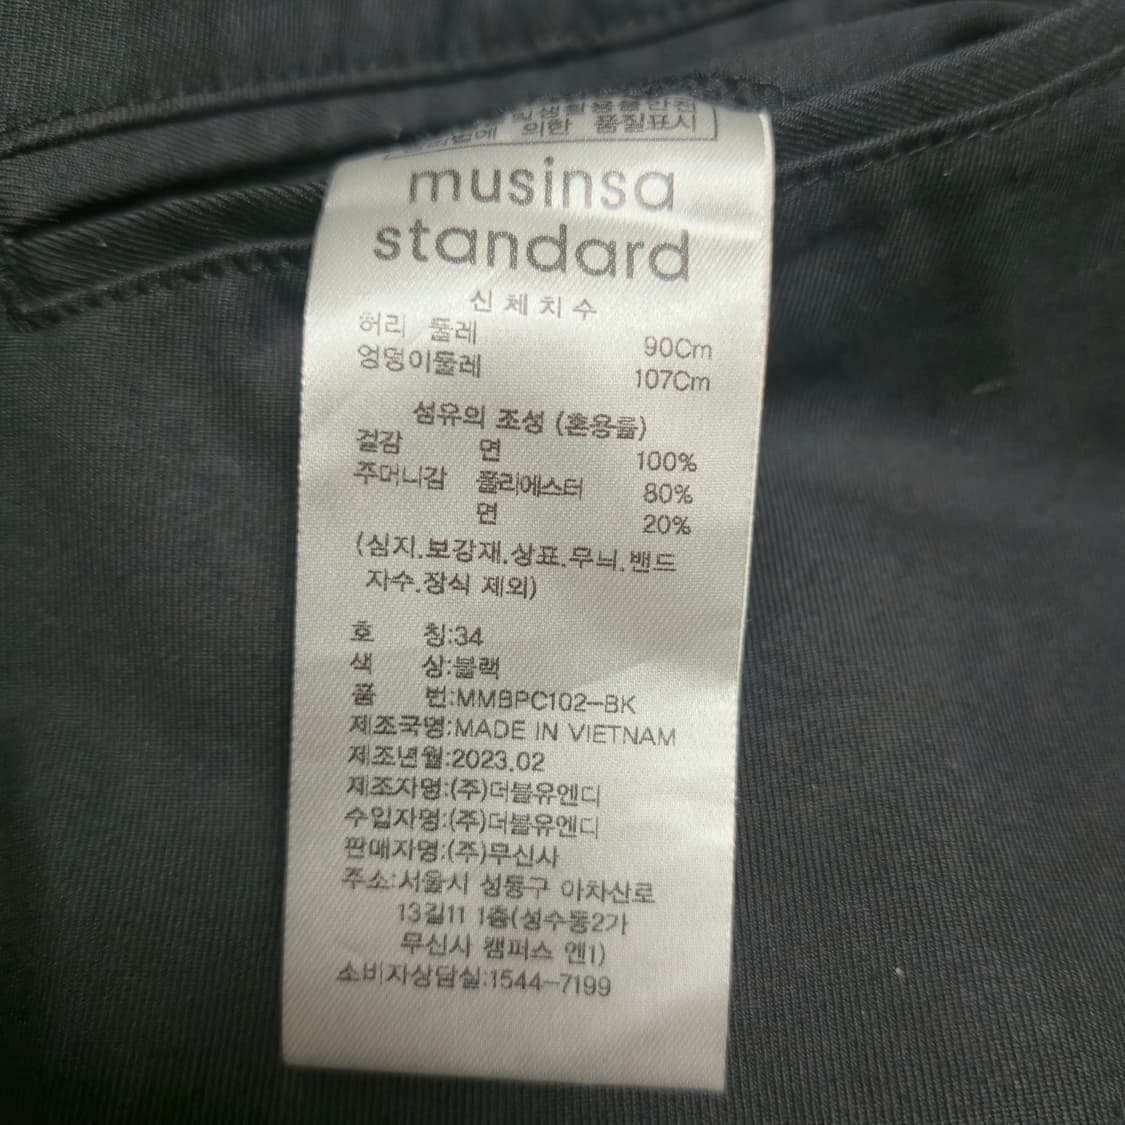 의한 품질표시
musinsa
standard
신체치수
허리 둘레 90Cm
엉덩이둘레 107Cm
섬유의 조성 (혼용률)
겉감 면 100%
주머니감 폴리에스터 80%
면 20%
(심지.보강재.상표.무늬.밴드
자수.장식 제외)
호 칭:34
색 상:블랙
품 번:MMBPC102-BK
제조국명:MADE IN VIETNAM
제조년월:2023.02
제조자명:(주)더블유엔디
수입자명:(주)더블유엔디
판매자명:(주)무신사
주소:서울시 성동구 아차산로
13길11 1층(성수동2가
무신사 캠퍼스 엔1)
소비자상담실:1544-7199